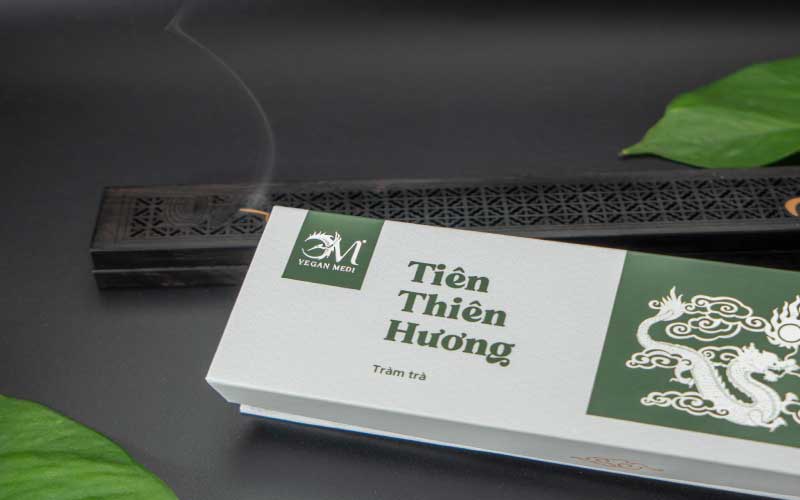 M®
VEGAN MEDI
Tiên
Thiên
Hương
Tràm trà